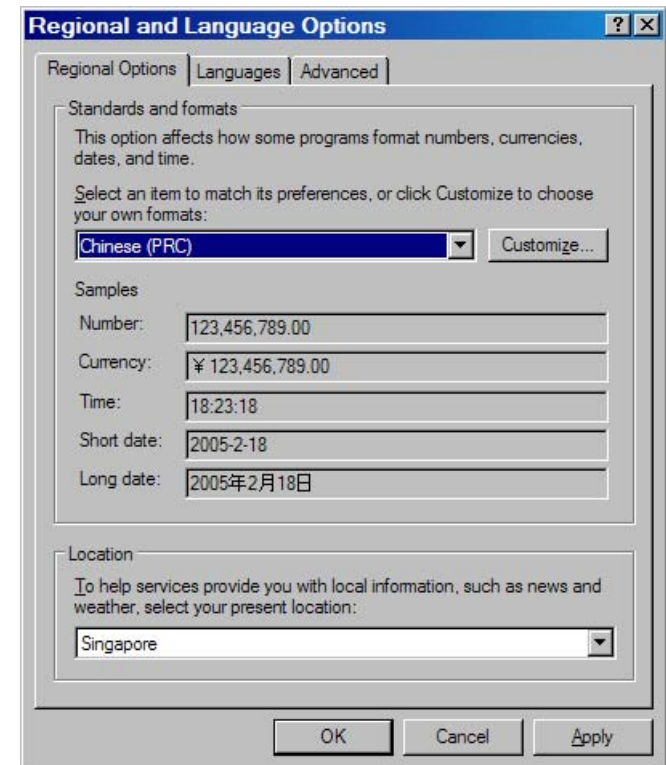 Regional and Language Options
Regional Options Languages Advanced
Standards and formats
This option affects how some programs format numbers, currencies,
dates, and time.
Select an item to match its preferences, or click Customize to choose
your own formats:
Chinese (PRC) Customize...
Samples
Number: 123,456,789.00
Currency: ¥ 123,456,789.00
Time: 18:23:18
Short date: 2005-2-18
Long date: 2005年2月18日
Location
To help services provide you with local information, such as news and
weather, select your present location:
Singapore
OK Cancel Apply